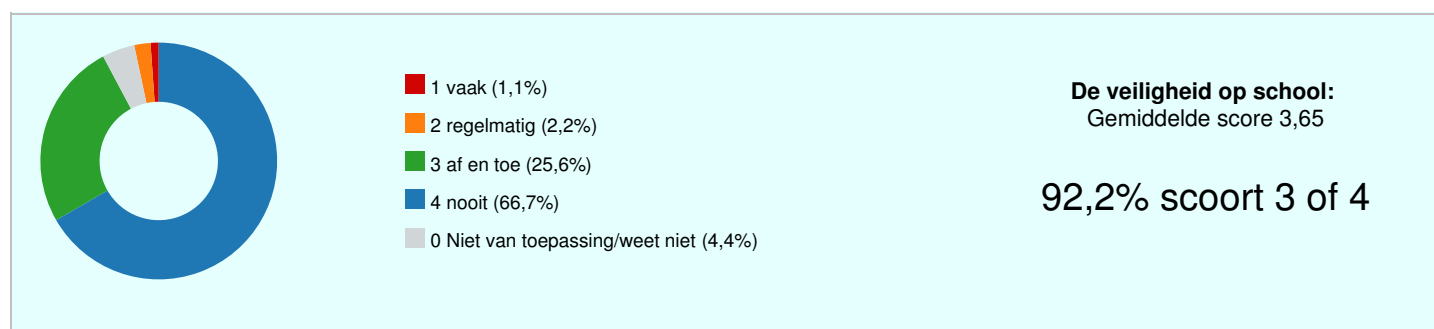 1 vaak (1,1%)
2 regelmatig (2,2%)
3 af en toe (25,6%)
4 nooit (66,7%)
0 Niet van toepassing/weet niet (4,4%)
De veiligheid op school:
Gemiddelde score 3,65
92,2% scoort 3 of 4